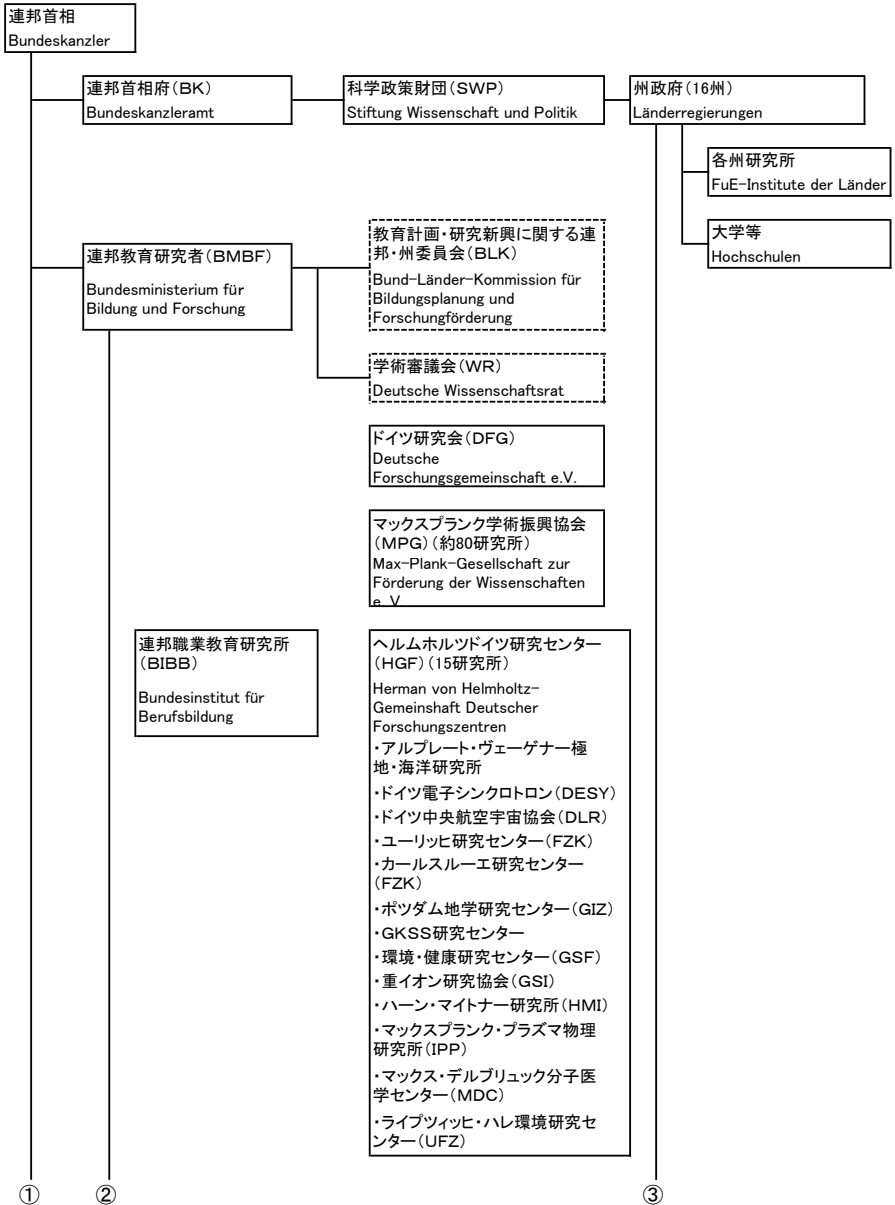 連邦首相
Bundeskanzler
連邦首相府(BK)
Bundeskanzleramt
科学政策財団(SWP)
Stiftung Wissenschaft und Politik
州政府(16州)
Länderregierungen
各州研究所
FuE-Institute der Länder
大学等
Hochschulen
連邦教育研究者(BMBF)
Bundesministerium für
Bildung und Forschung
教育計画・研究新興に関する連
邦・州委員会(BLK)
Bund-Länder-Kommission für
Bildungsplanung und
Forschungförderung
学術審議会(WR)
Deutsche Wissenschaftsrat
ドイツ研究会(DFG)
Deutsche
Forschungsgemeinschaft e.V.
マックスプランク学術振興協会
(MPG)(約80研究所)
Max-Plank-Gesellschaft zur
Förderung der Wissenschaften
e. V
連邦職業教育研究所
(BIBB)
Bundesinstitut für
Berufsbildung
ヘルムホルツドイツ研究センター
(HGF)(15研究所)
Herman von Helmholtz-
Gemeinshaft Deutscher
Forschungszentren
・アルプレート・ヴェーゲナー極
地・海洋研究所
・ドイツ電子シンクロトロン(DESY)
・ドイツ中央航空宇宙協会(DLR)
・ユーリッヒ研究センター(FZK)
・カールスルーエ研究センター
(FZK)
・ポツダム地学研究センター(GIZ)
・GKSS研究センター
・環境・健康研究センター(GSF)
・重イオン研究協会(GSI)
・ハーン・マイトナー研究所(HMI)
・マックスプランク・プラズマ物理
研究所(IPP)
・マックス・デルブリュック分子医
学センター(MDC)
・ライプツィッヒ・ハレ環境研究セ
ンター(UFZ)
① ② ③